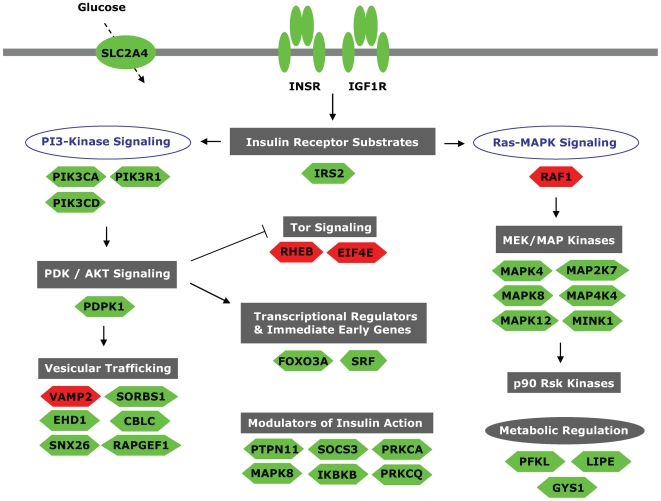 Glucose
SLC2A4
INSR
IGF1R
PI3-Kinase Signaling
Insulin Receptor Substrates
Ras-MAPK Signaling
PIK3CA
PIK3R1
PIK3CD
IRS2
RAF1
Tor Signaling
RHEB
EIF4E
MEK/MAP Kinases
PDK / AKT Signaling
MAPK4
MAP2K7
PDPK1
MAPK8
MAP4K4
MAPK12
MINK1
Transcriptional Regulators
& Immediate Early Genes
FOXO3A
SRF
Vesicular Trafficking
VAMP2
SORBS1
EHD1
CBLC
SNX26
RAPGEF1
p90 Rsk Kinases
Modulators of Insulin Action
PTPN11
SOCS3
PRKCA
MAPK8
IKBKB
PRKCQ
Metabolic Regulation
PFKL
LIPE
GYS1